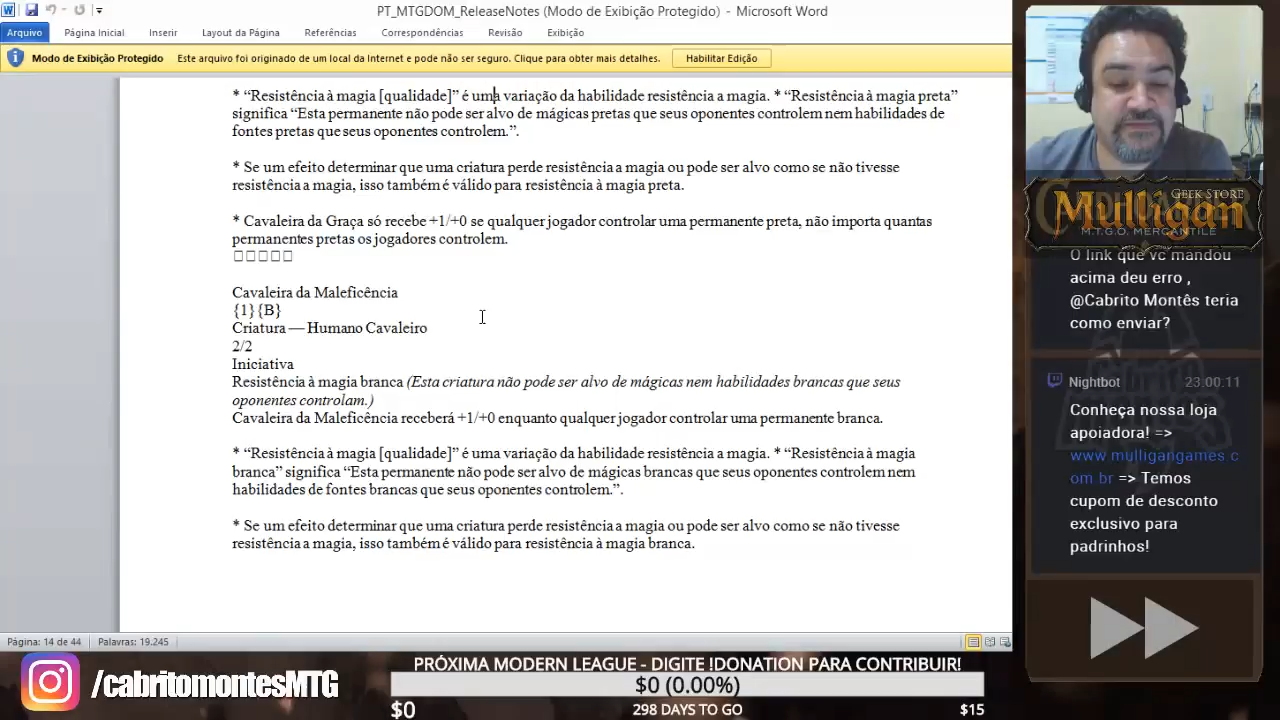 PT_MTGDOM_ReleaseNotes (Modo de Exibição Protegido) - Microsoft Word
Arquivo Página Inicial Inserir Layout da Página Referências Correspondências Revisão Exibição
Modo de Exibição Protegido Este arquivo foi originado de um local da Internet e pode não ser seguro. Clique para obter mais detalhes. Habilitar Edição
* “Resistência à magia [qualidade]” é uma variação da habilidade resistência a magia. * “Resistência à magia preta”
significa “Esta permanente não pode ser alvo de mágicas pretas que seus oponentes controlem nem habilidades de
fontes pretas que seus oponentes controlem.”.
* Se um efeito determinar que uma criatura perde resistência a magia ou pode ser alvo como se não tivesse
resistência a magia, isso também é válido para resistência à magia preta.
* Cavaleira da Graça só recebe +1/+0 se qualquer jogador controlar uma permanente preta, não importa quantas
permanentes pretas os jogadores controlem.
Cavaleira da Maleficência
{1}{B}
Criatura — Humano Cavaleiro
2/2
Iniciativa
Resistência à magia branca (Esta criatura não pode ser alvo de mágicas nem habilidades brancas que seus
oponentes controlam.)
Cavaleira da Maleficência receberá +1/+0 enquanto qualquer jogador controlar uma permanente branca.
* “Resistência à magia [qualidade]” é uma variação da habilidade resistência a magia. * “Resistência à magia
branca” significa “Esta permanente não pode ser alvo de mágicas brancas que seus oponentes controlem nem
habilidades de fontes brancas que seus oponentes controlem.”.
* Se um efeito determinar que uma criatura perde resistência a magia ou pode ser alvo como se não tivesse
resistência a magia, isso também é válido para resistência à magia branca.
Página: 14 de 44 Palavras: 19.245
GEEK STORE
Mulligan
M.T.G.O. MERCANTILE
O link que vc mandou
acima deu erro ,
@Cabrito Montês teria
como enviar?
Nightbot 23.00.11
Conheça nossa loja
apoiadora! =>
www.mulligangames.c
om.br => Temos
cupom de desconto
exclusivo para
padrinhos!
/cabritomontesMTG
PRÓXIMA MODERN LEAGUE - DIGITE !DONATION PARA CONTRIBUIR!
$0 (0.00%)
$0 298 DAYS TO GO $15